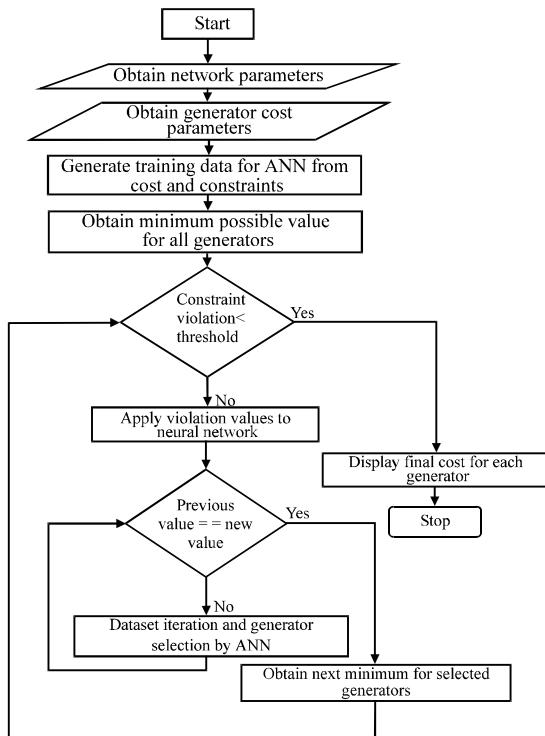 Start
Obtain network parameters
Obtain generator cost
parameters
Generate training data for ANN from
cost and constraints
Obtain minimum possible value
for all generators
Constraint
violation<
threshold
Yes
No
Apply violation values to
neural network
Display final cost for each
generator
Stop
Previous
value = = new
value
Yes
No
Dataset iteration and generator
selection by ANN
Obtain next minimum for selected
generators